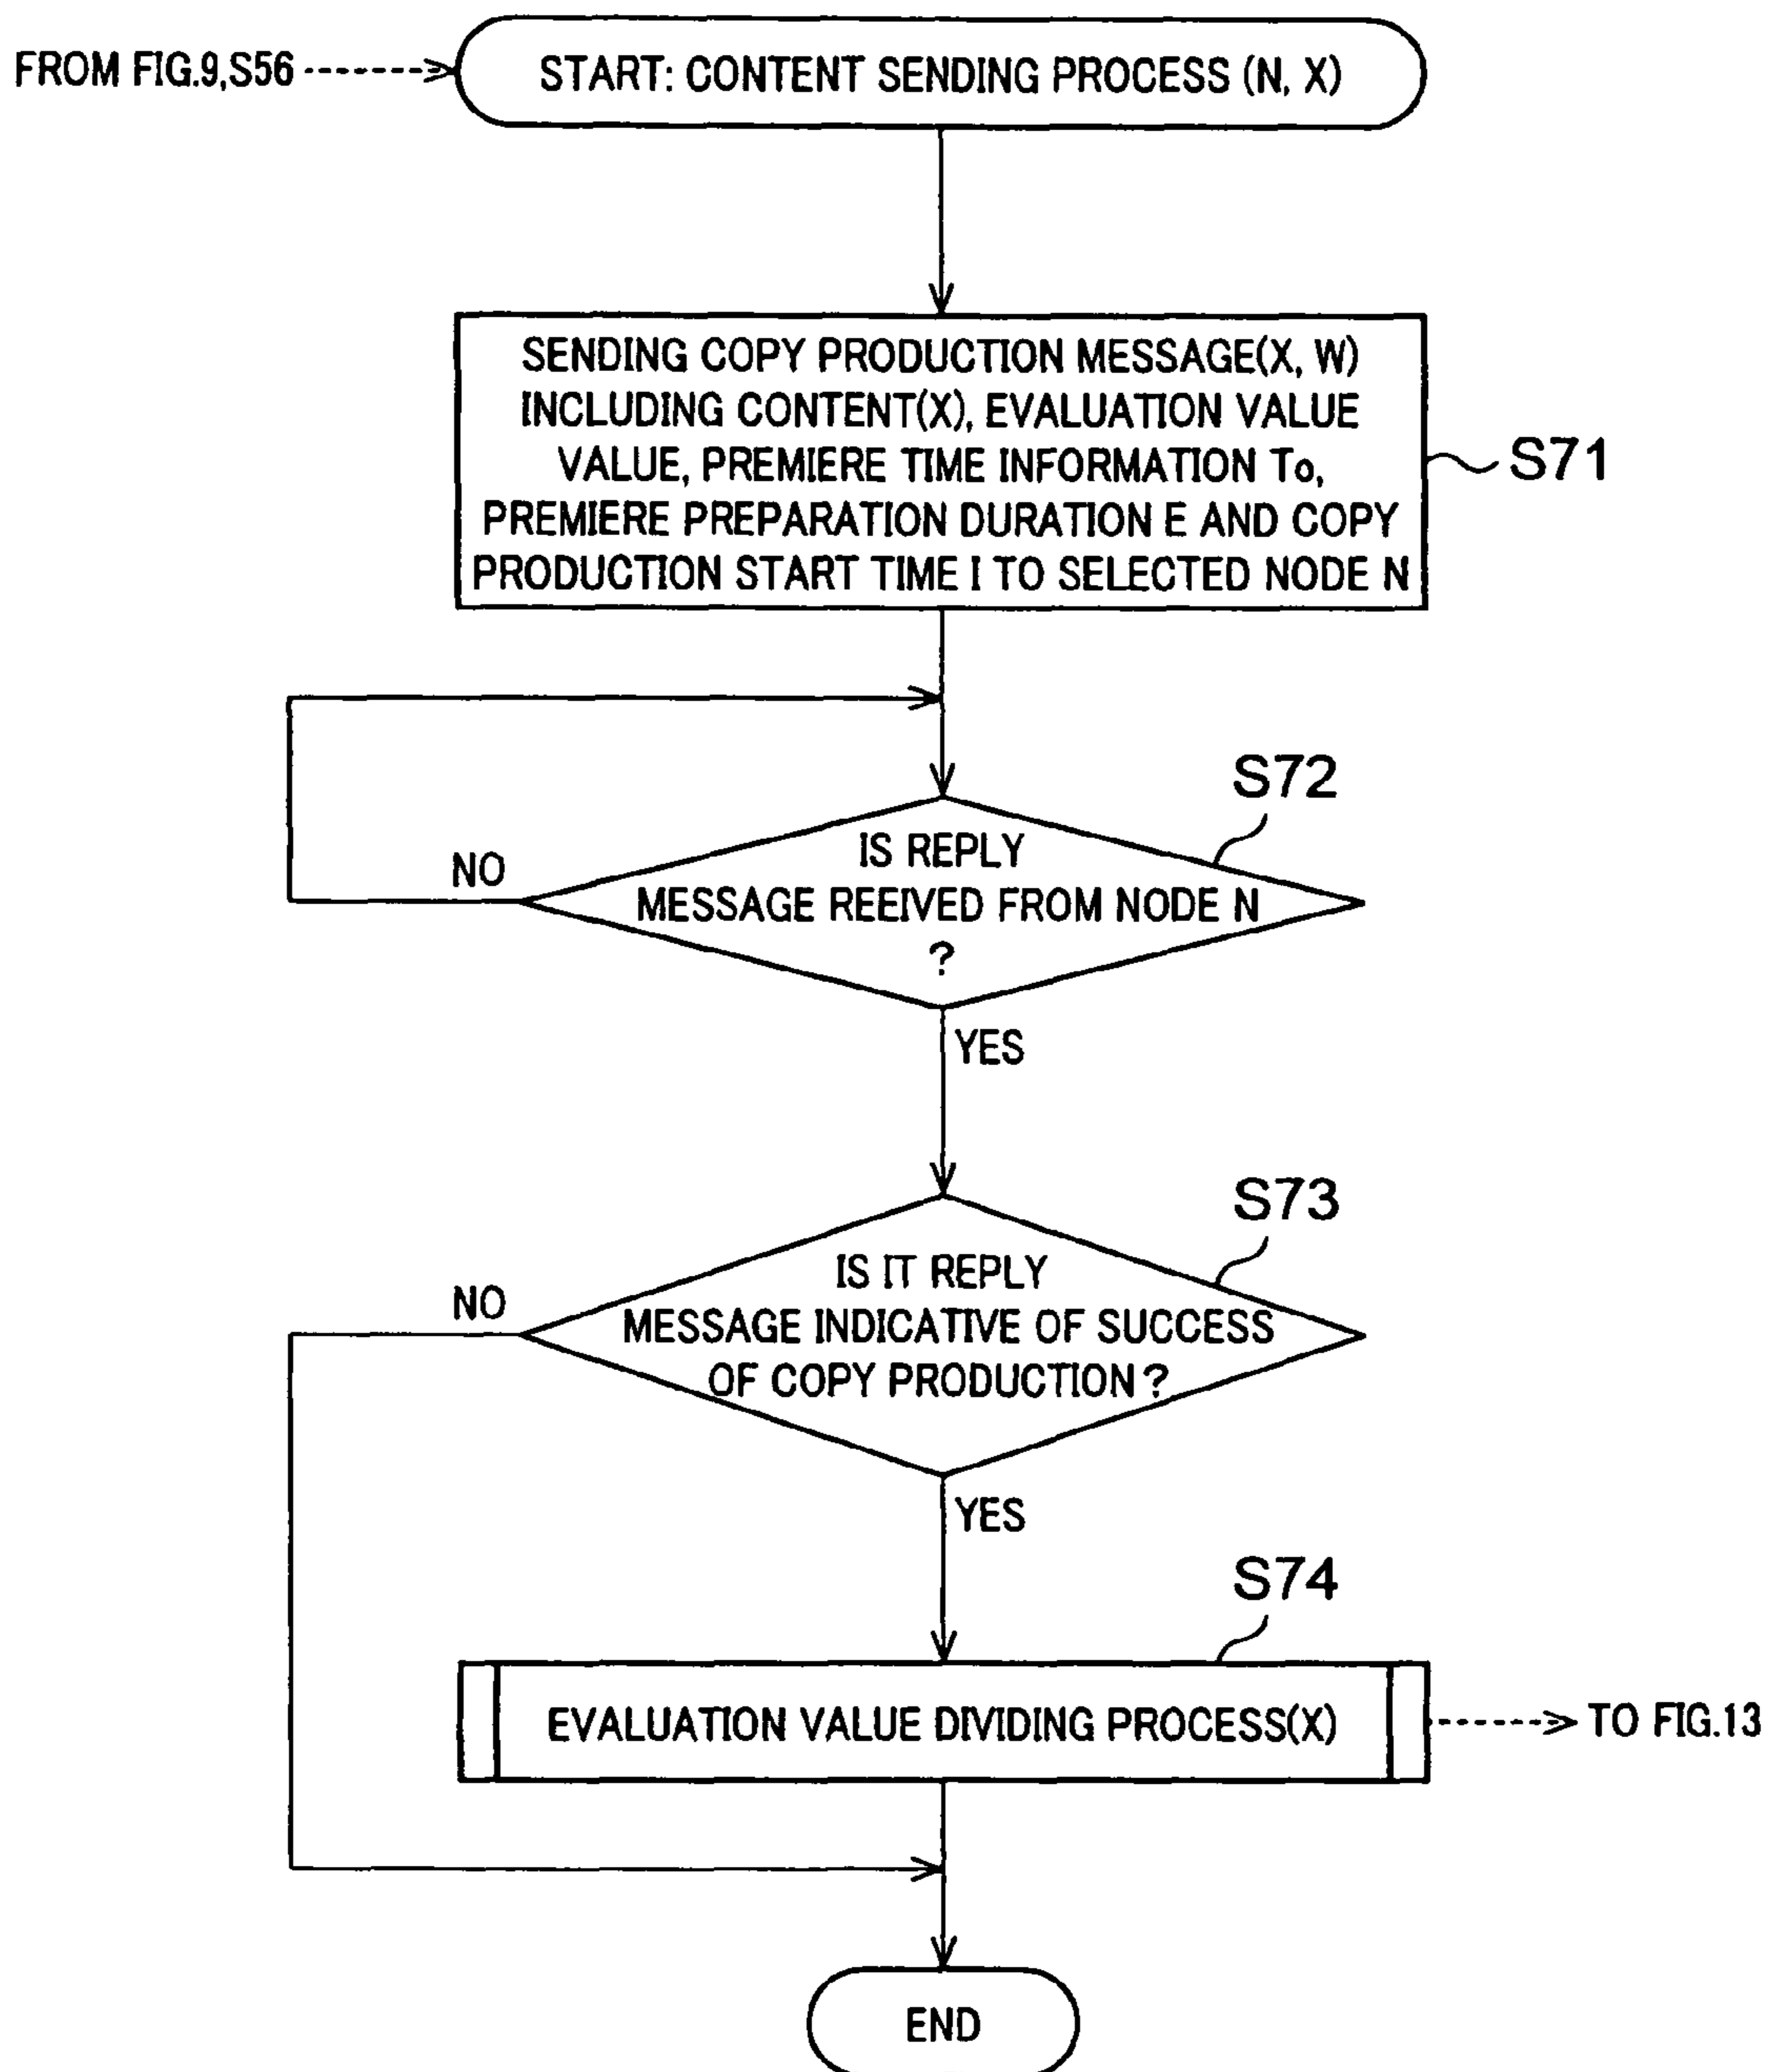 FROM FIG.9,S56
START: CONTENT SENDING PROCESS (N, X)
SENDING COPY PRODUCTION MESSAGE(X, W)
INCLUDING CONTENT(X), EVALUATION VALUE
VALUE, PREMIERE TIME INFORMATION To,
PREMIERE PREPARATION DURATION E AND COPY
PRODUCTION START TIME I TO SELECTED NODE N
S71
S72
IS REPLY
NO
MESSAGE REEIVED FROM NODE N
?
YES
S73
IS IT REPLY
NO
MESSAGE INDICATIVE OF SUCCESS
OF COPY PRODUCTION ?
YES
S74
EVALUATION VALUE DIVIDING PROCESS(X)
TO FIG.13
END